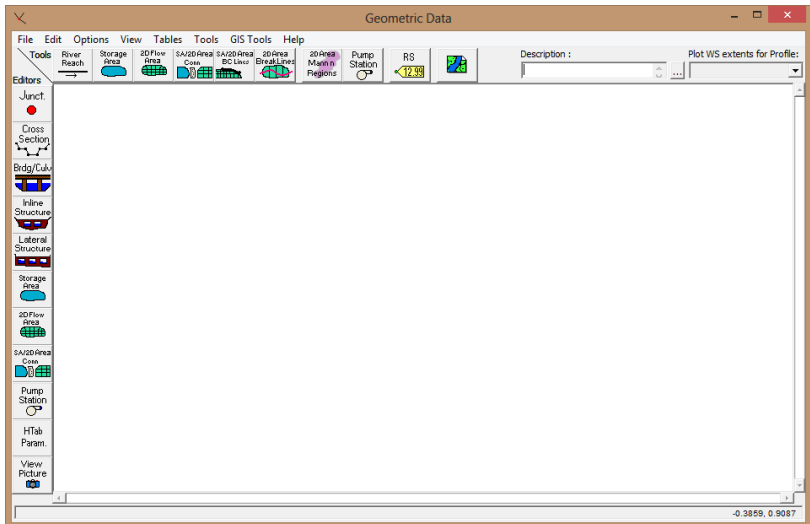 Geometric Data
File Edit Options View Tables Tools GIS Tools Help
Tools
Editors
River
Reach
Storage
Area
2D Flow
Area
SA/2D Area
Conn
SA/2D Area
BC Lines
2D Area
BreakLines
2D Area
Mann n
Regions
Pump
Station
RS
12.99
Description :
...
Plot WS extents for Profile:
Junct.
Cross
Section
Brdg/Culv
Inline
Structure
Lateral
Structure
Storage
Area
2D Flow
Area
SA/2D Area
Conn
Pump
Station
HTab
Param.
View
Picture
-0.3859, 0.9087